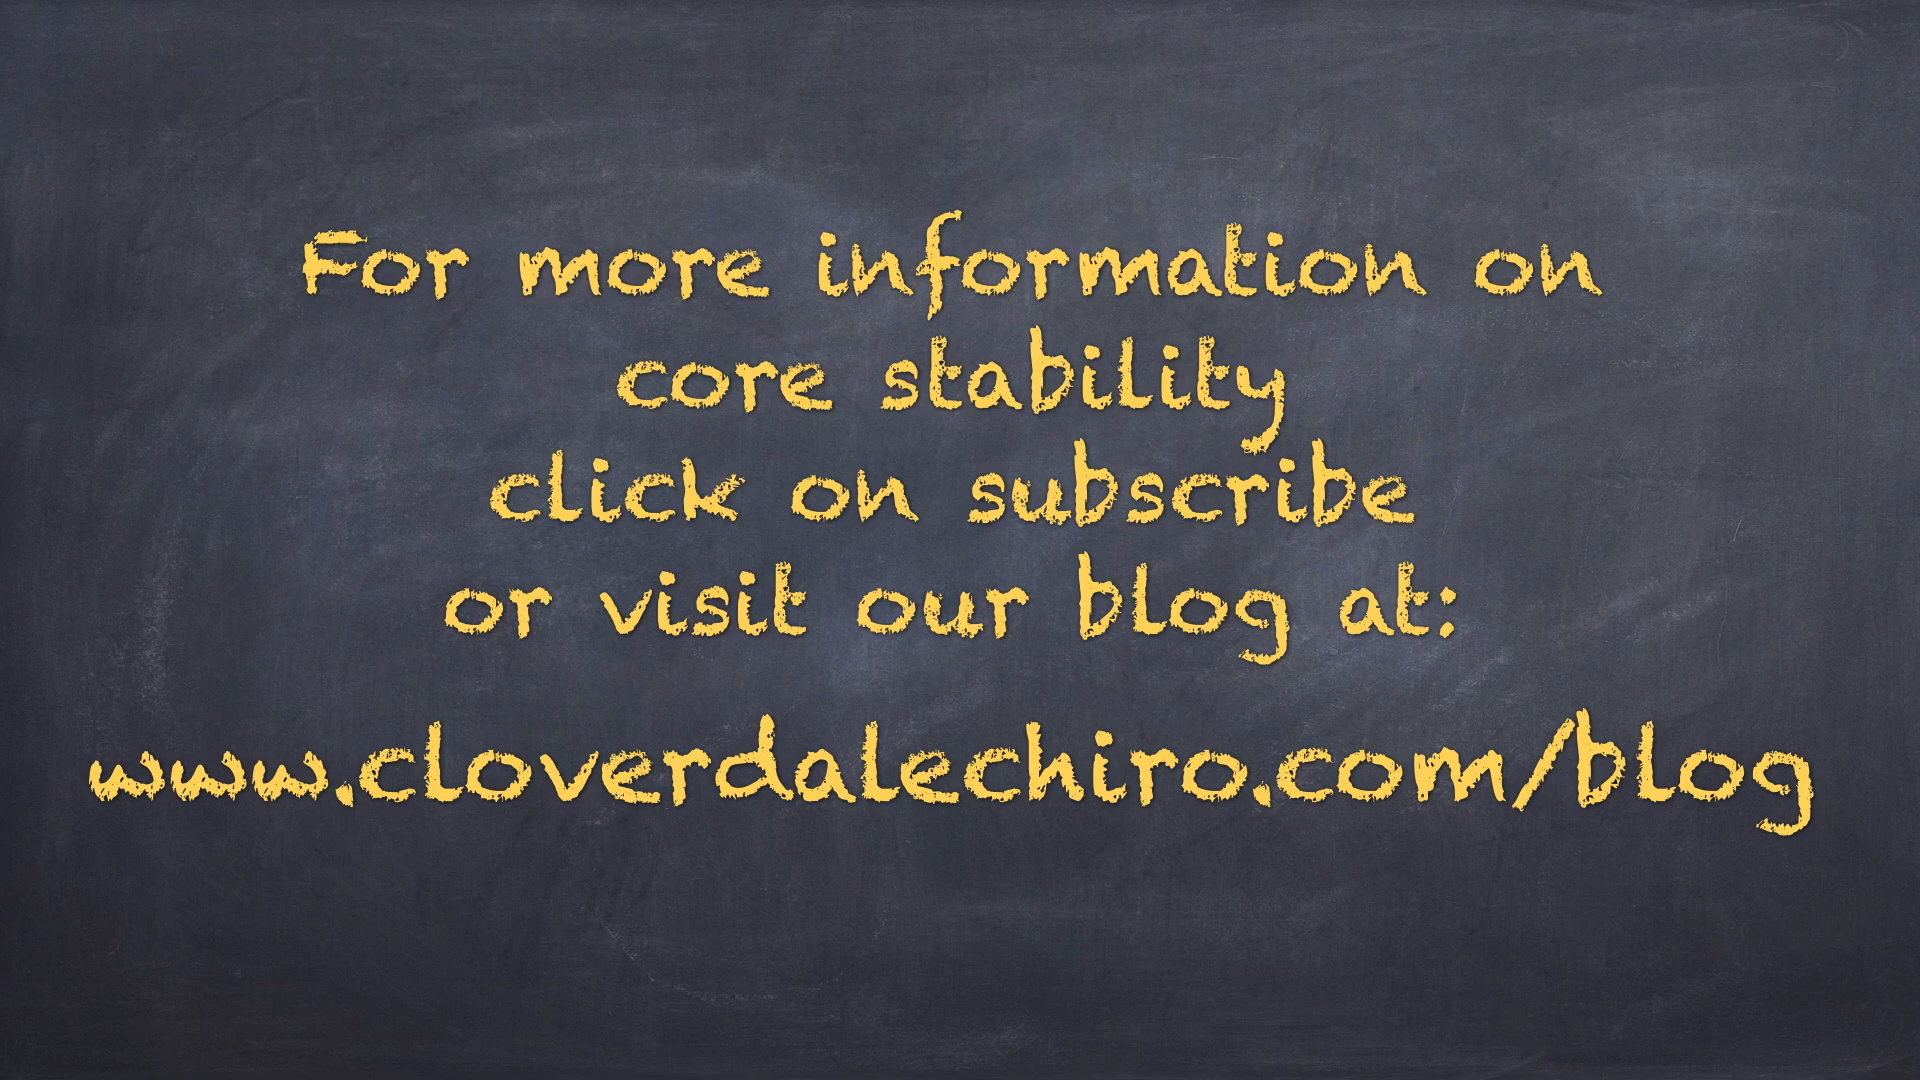 For more information on
core stability
click on subscribe
or visit our blog at:
www.cloverdalechiro.com/blog